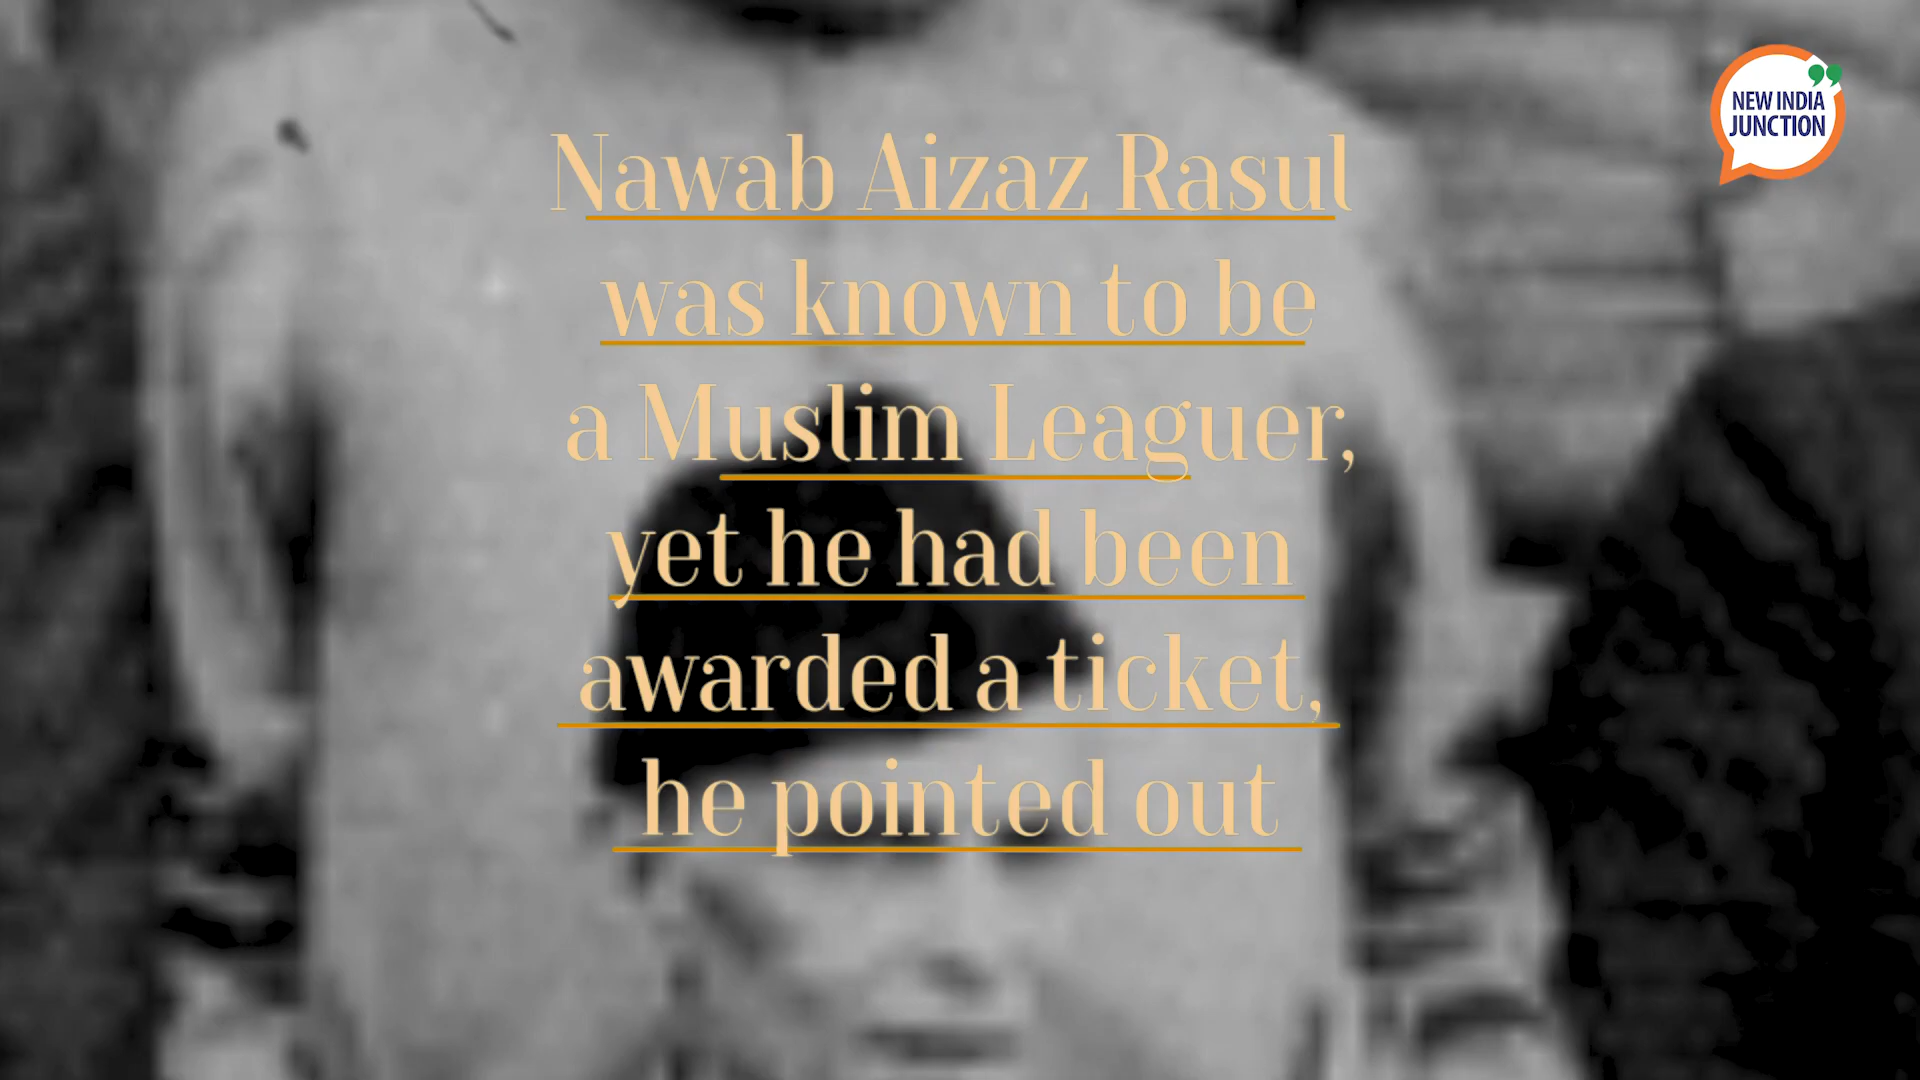 Nawab Aizaz Rasul
was known to be
a Muslim Leaguer,
yet he had been
awarded a ticket,
he pointed out
NEW INDIA
JUNCTION